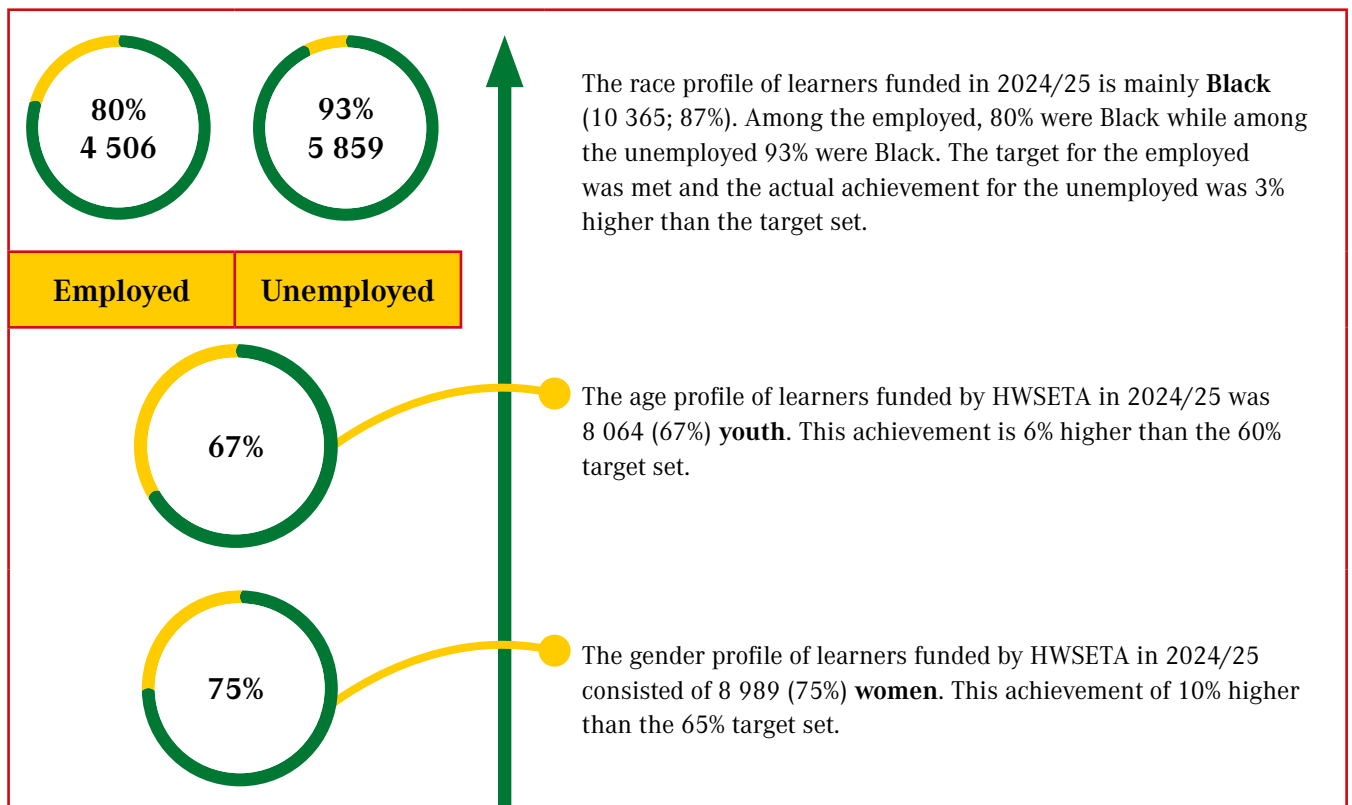 80%
4 506
93%
5 859
The race profile of learners funded in 2024/25 is mainly Black
(10 365; 87%). Among the employed, 80% were Black while among
the unemployed 93% were Black. The target for the employed
was met and the actual achievement for the unemployed was 3%
higher than the target set.
Employed
Unemployed
67%
The age profile of learners funded by HWSETA in 2024/25 was
8 064 (67%) youth. This achievement is 6% higher than the 60%
target set.
75%
The gender profile of learners funded by HWSETA in 2024/25
consisted of 8 989 (75%) women. This achievement of 10% higher
than the 65% target set.